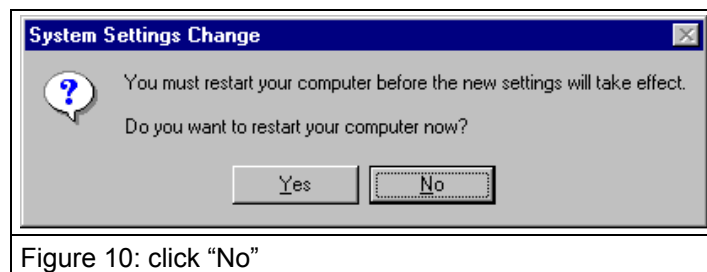 System Settings Change
You must restart your computer before the new settings will take effect.
Do you want to restart your computer now?
Yes No
Figure 10: click “No”